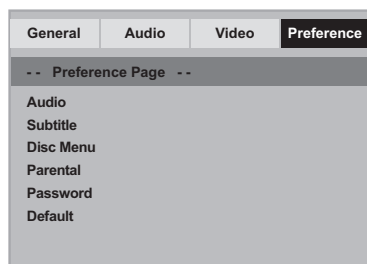 General Audio Video Preference
- - Preference Page - -
Audio
Subtitle
Disc Menu
Parental
Password
Default